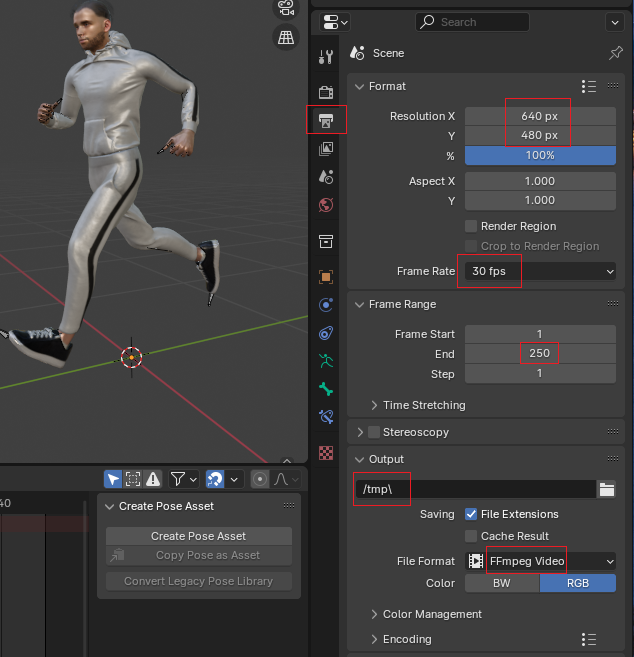 Search
Scene
Format
Resolution X 640 px
Y 480 px
% 100%
Aspect X 1.000
Y 1.000
Render Region
Crop to Render Region
Frame Rate 30 fps
Frame Range
Frame Start 1
End 250
Step 1
Time Stretching
Stereoscopy
Output
/tmp\
Saving File Extensions
Cache Result
File Format FFmpeg Video
Color BW RGB
Color Management
Encoding
40
Create Pose Asset
Create Pose Asset
Copy Pose as Asset
Convert Legacy Pose Library